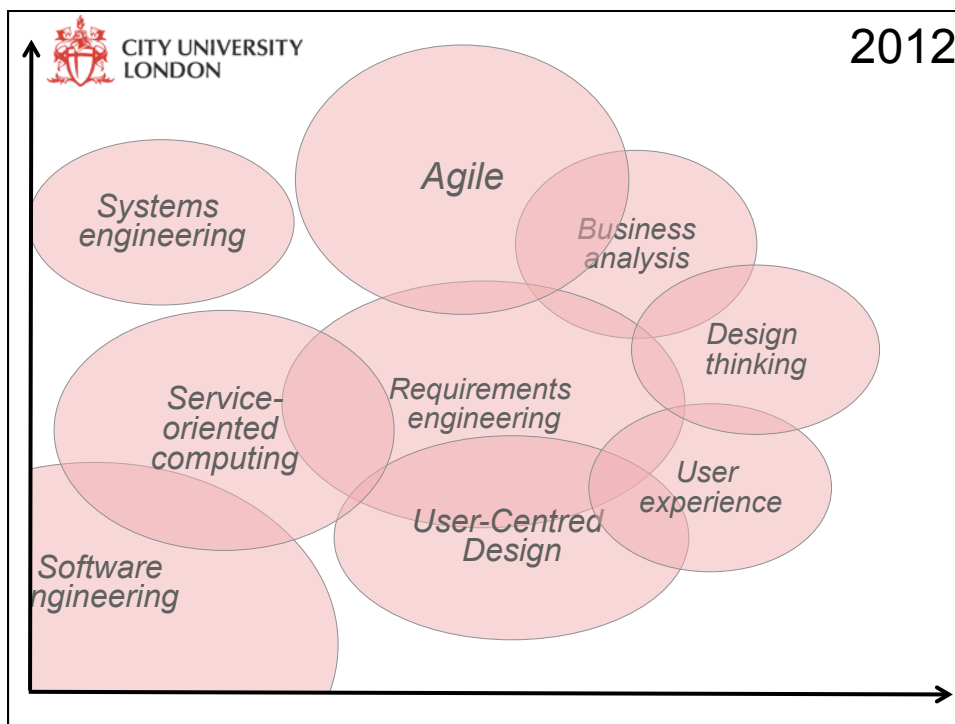 CITY UNIVERSITY
LONDON
2012
Agile
Systems
engineering
Business
analysis
Design
thinking
Requirements
engineering
Service-
oriented
computing
User
experience
User-Centred
Design
Software
ngineering